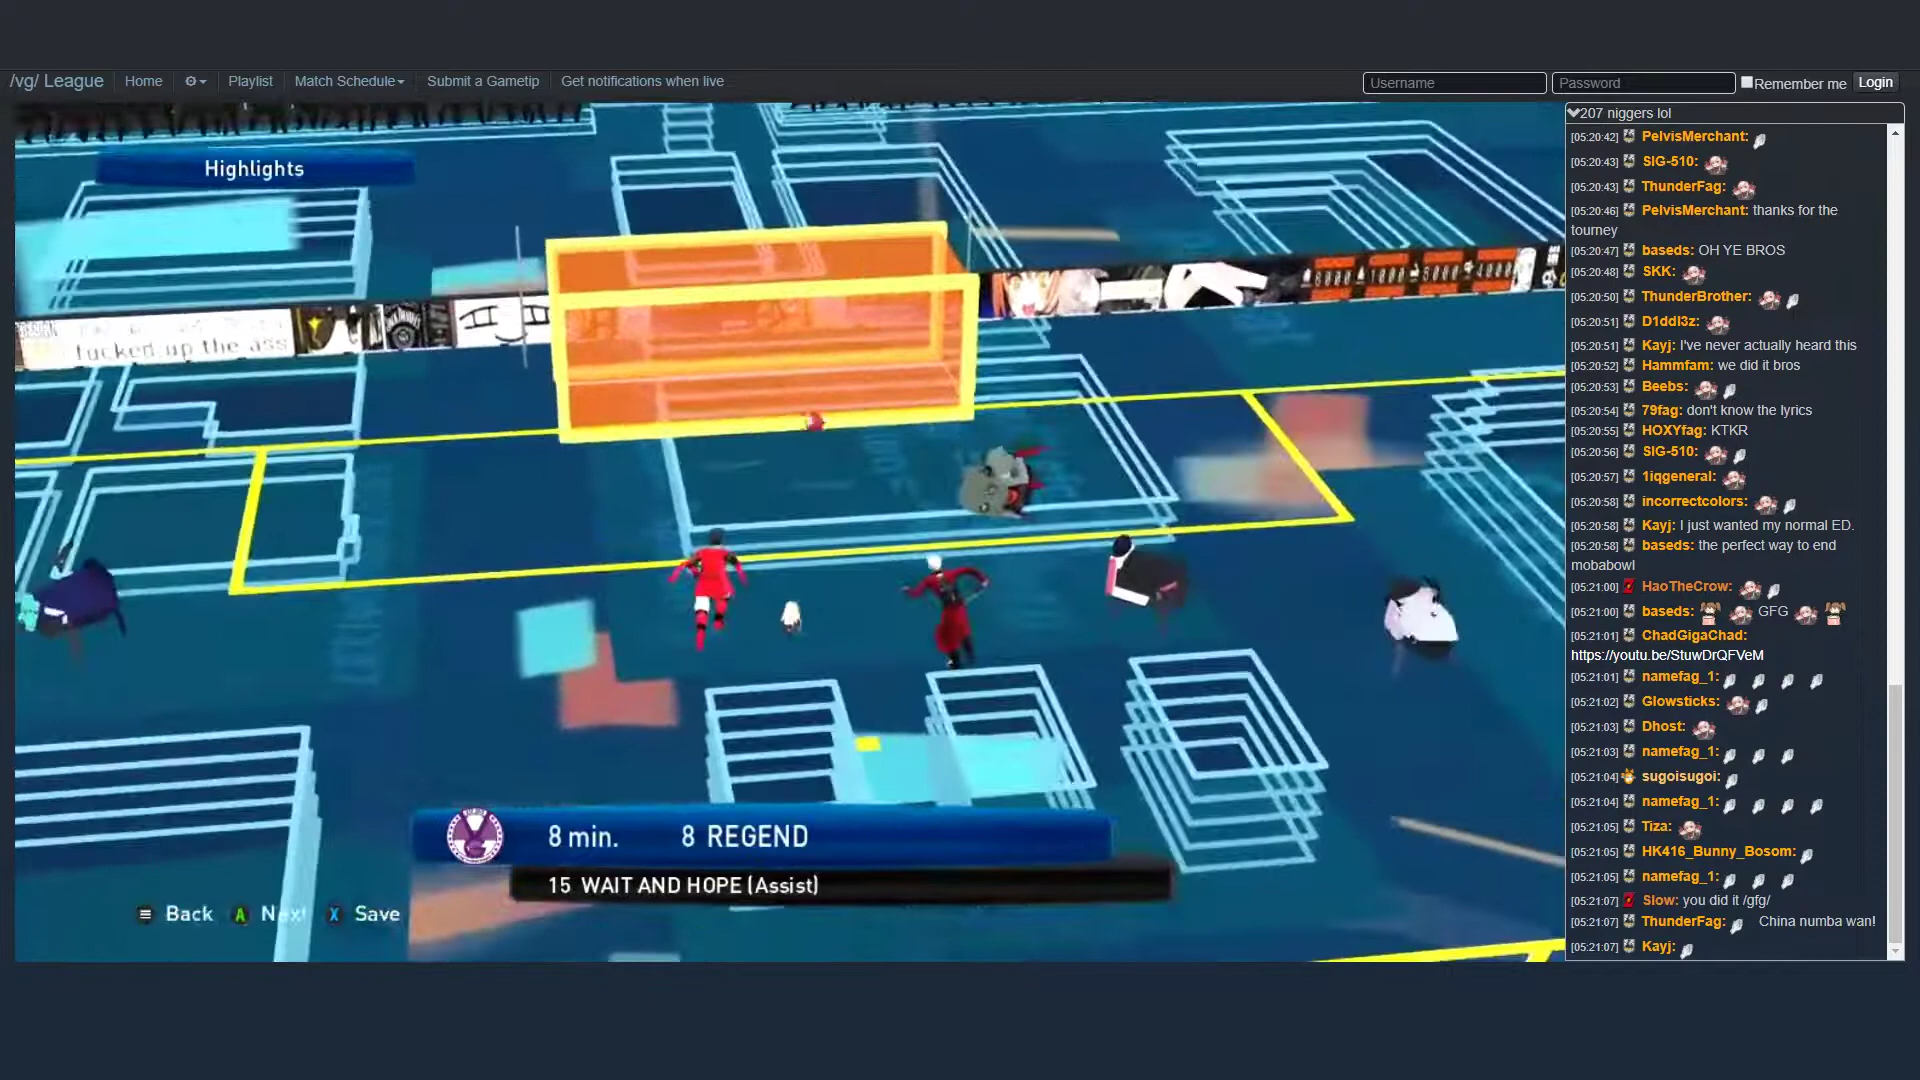 /vg/ League
Home
Playlist
Match Schedule
Submit a Gametip
Get notifications when live
Username
Password
Remember me
Login
Highlights
fucked up the ass
8 min. 8 REGEND
15 WAIT AND HOPE (Assist)
Back
A Next
X Save
207 niggers lol
[05:20:42] PelvisMerchant:
[05:20:43] SIG-510:
[05:20:43] ThunderFag:
[05:20:46] PelvisMerchant: thanks for the
tourney
[05:20:47] baseds: OH YE BROS
[05:20:48] SKK:
[05:20:50] ThunderBrother:
[05:20:51] D1ddl3z:
[05:20:51] Kayj: I've never actually heard this
[05:20:52] Hammfam: we did it bros
[05:20:53] Beebs:
[05:20:54] 79fag: don't know the lyrics
[05:20:55] HOXYfag: KTKR
[05:20:56] SIG-510:
[05:20:57] 1iqgeneral:
[05:20:58] incorrectcolors:
[05:20:58] Kayj: I just wanted my normal ED.
[05:20:58] baseds: the perfect way to end
mobabowl
[05:21:00] HaoTheCrow:
[05:21:00] baseds: GFG
[05:21:01] ChadGigaChad:
https://youtu.be/StuwDrQFVeM
[05:21:01] namefag_1:
[05:21:02] Glowsticks:
[05:21:03] Dhost:
[05:21:03] namefag_1:
[05:21:04] sugoisugoi:
[05:21:04] namefag_1:
[05:21:05] Tiza:
[05:21:05] HK416_Bunny_Bosom:
[05:21:05] namefag_1:
[05:21:07] Slow: you did it /gfg/
[05:21:07] ThunderFag: China numba wan!
[05:21:07] Kayj: